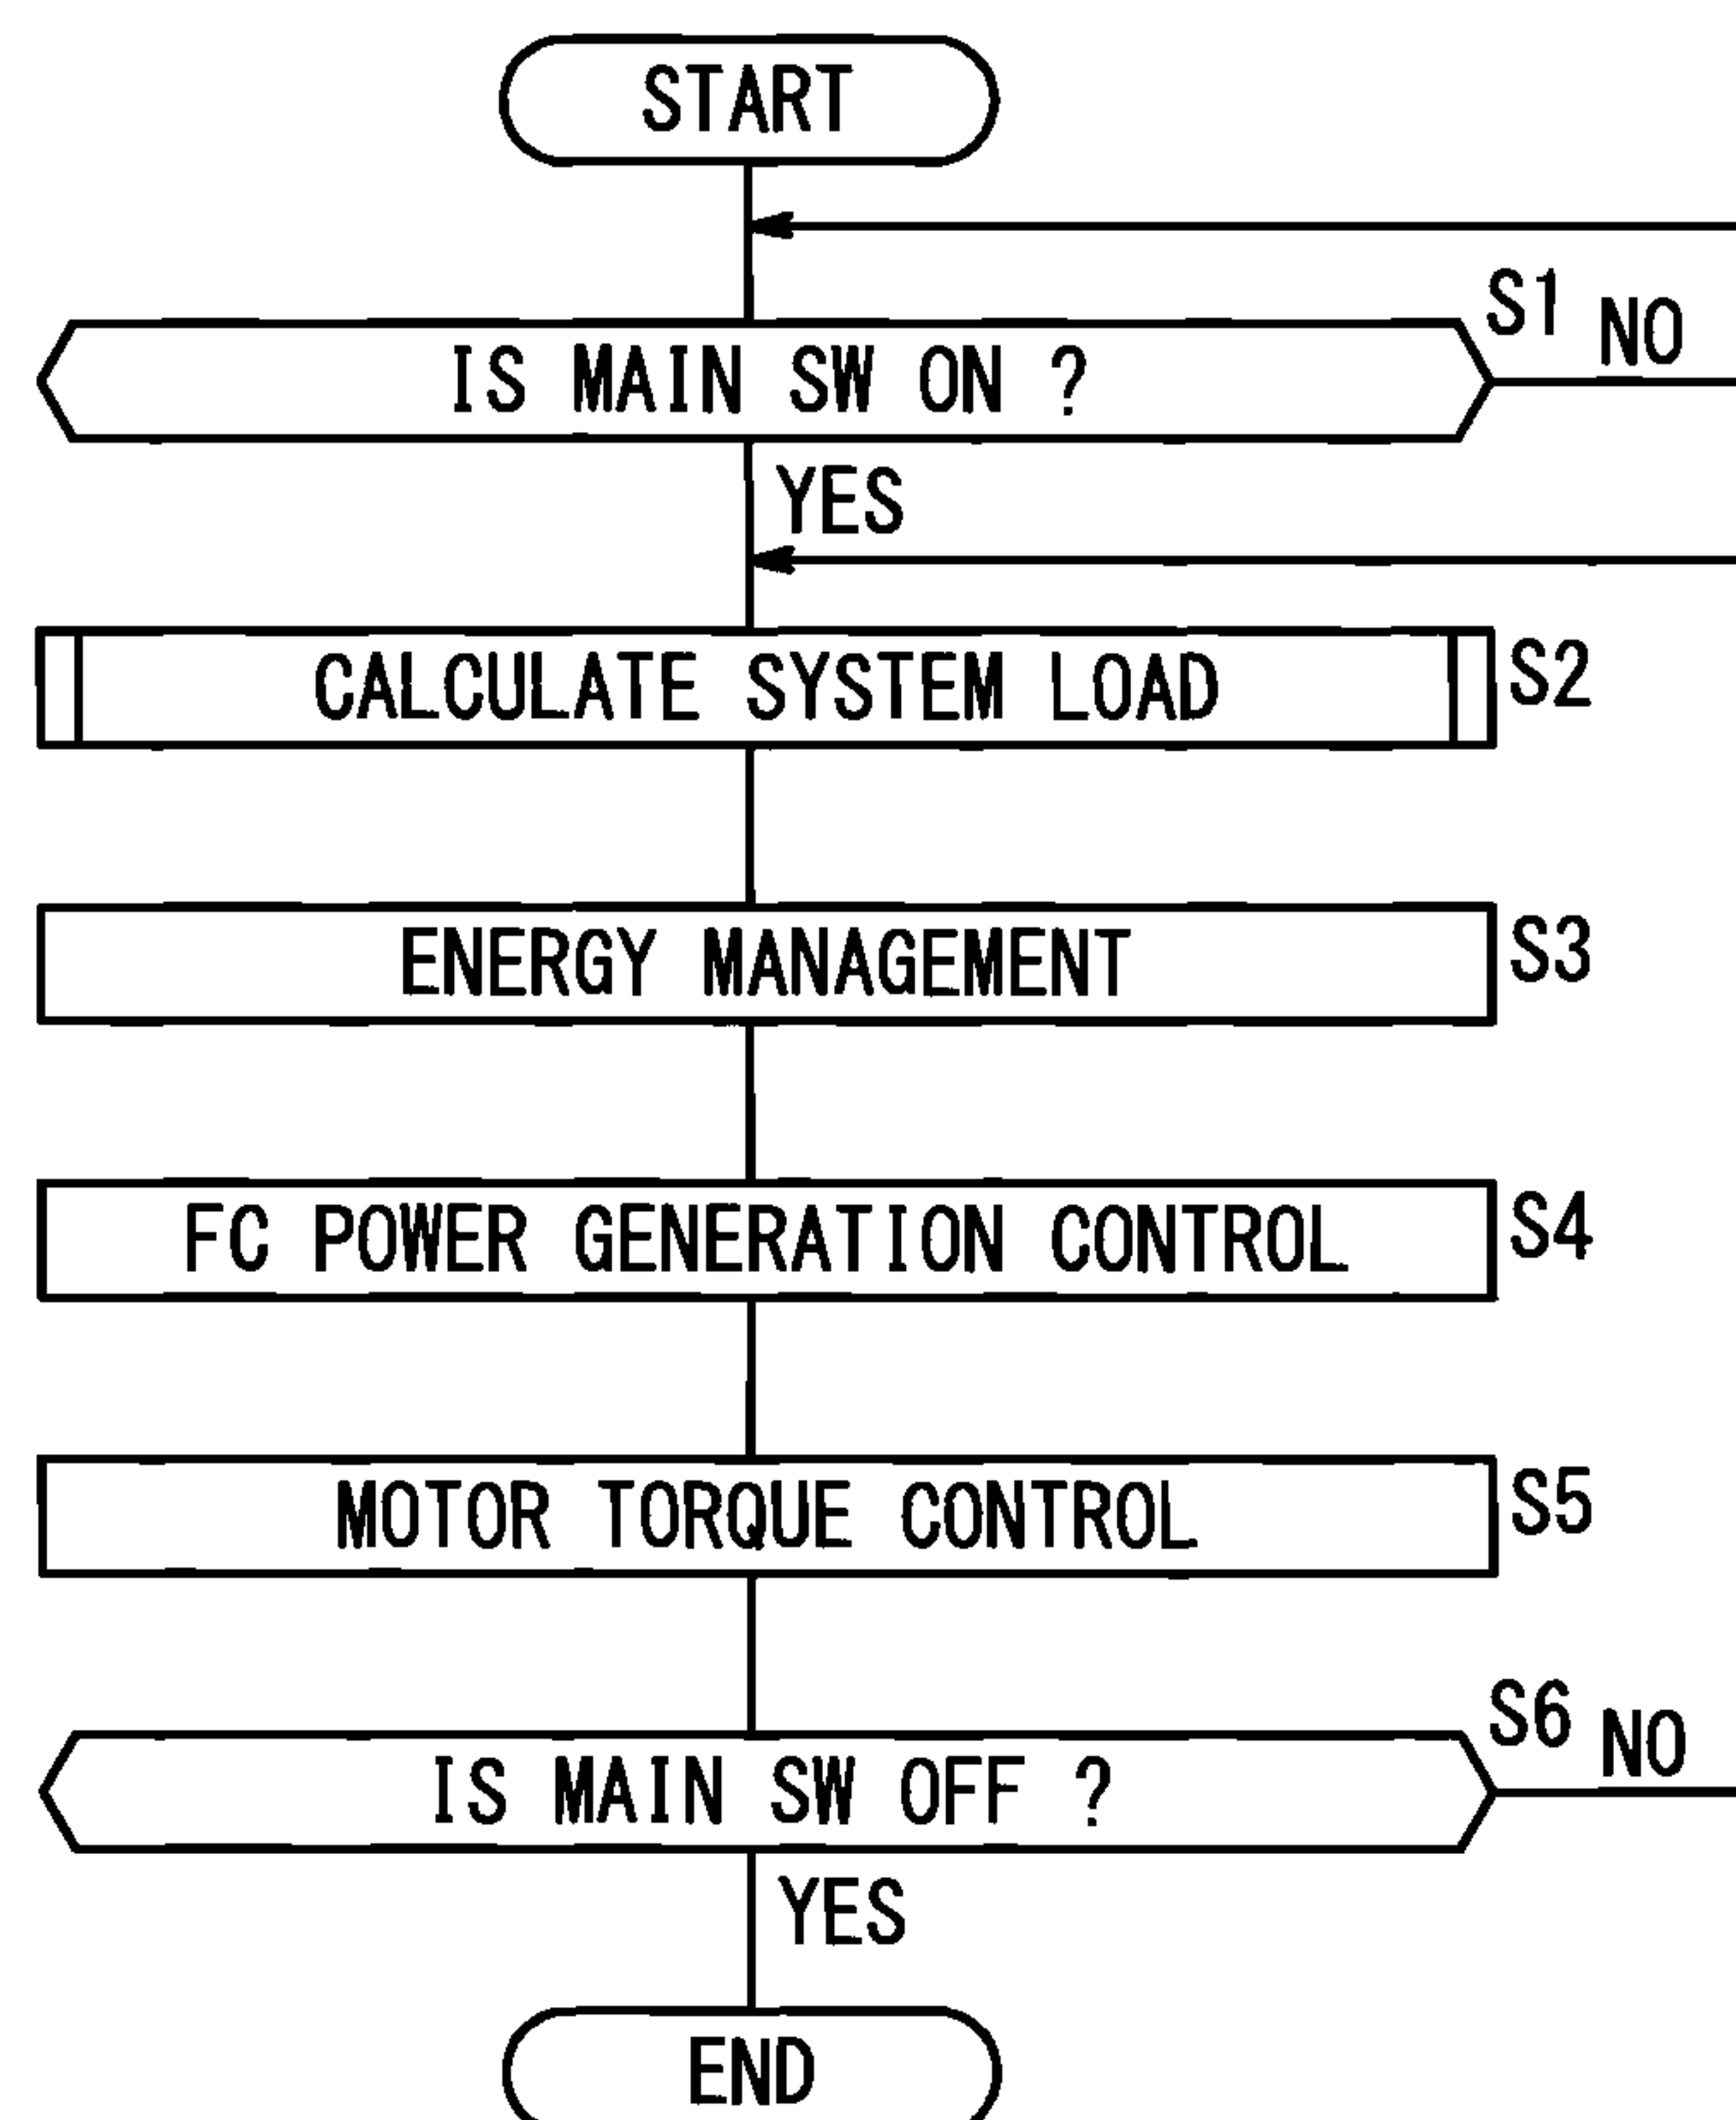 START
IS MAIN SW ON ?
S1
NO
YES
CALCULATE SYSTEM LOAD
S2
ENERGY MANAGEMENT
S3
FC POWER GENERATION CONTROL
S4
MOTOR TORQUE CONTROL
S5
IS MAIN SW OFF ?
S6
NO
YES
END